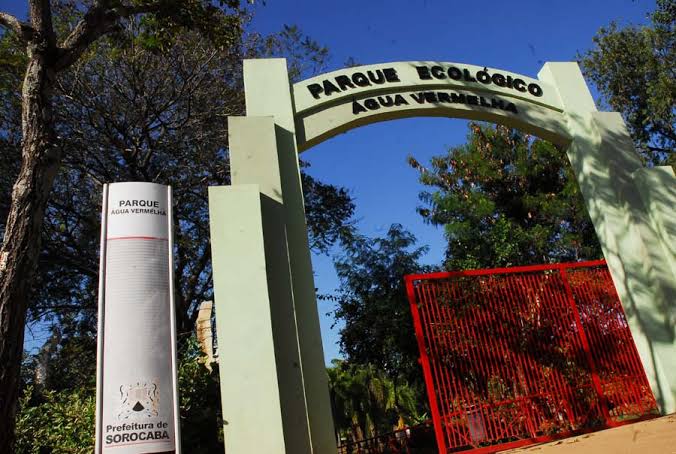 PARQUE ECOLÓGICO
ÁGUA VERMELHA
PARQUE
ÁGUA VERMELHA
Prefeitura de
SOROCABA